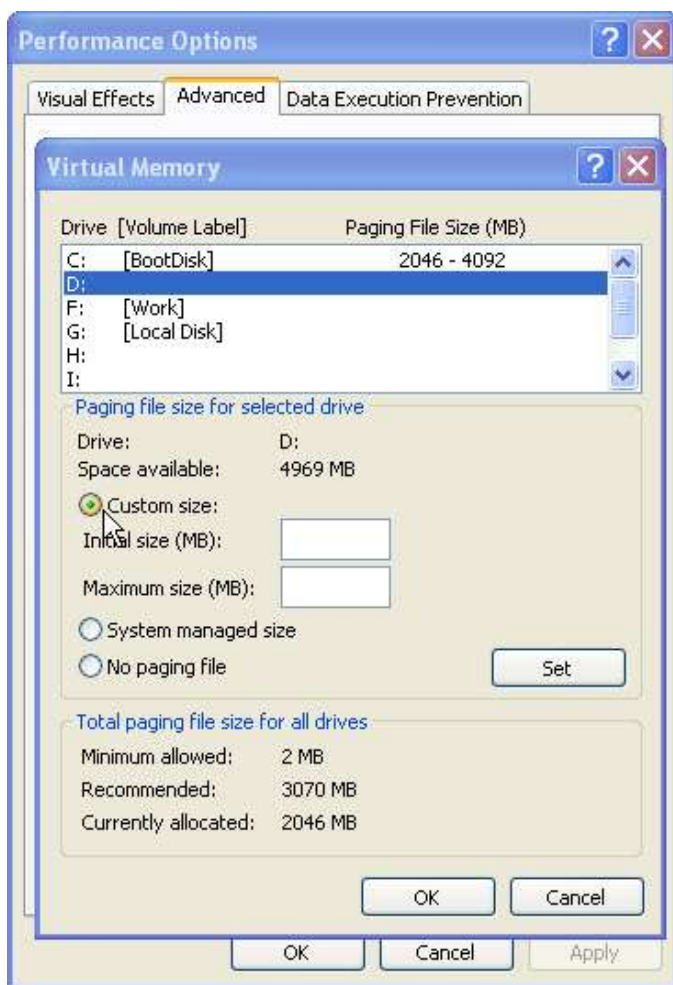 Performance Options
Visual Effects Advanced Data Execution Prevention
Virtual Memory
Drive [Volume Label] Paging File Size (MB)
C: [BootDisk] 2046 - 4092
D:
F: [Work]
G: [Local Disk]
H:
I:
Paging file size for selected drive
Drive: D:
Space available: 4969 MB
Custom size:
Initial size (MB):
Maximum size (MB):
System managed size
No paging file Set
Total paging file size for all drives
Minimum allowed: 2 MB
Recommended: 3070 MB
Currently allocated: 2046 MB
OK Cancel
OK Cancel Apply